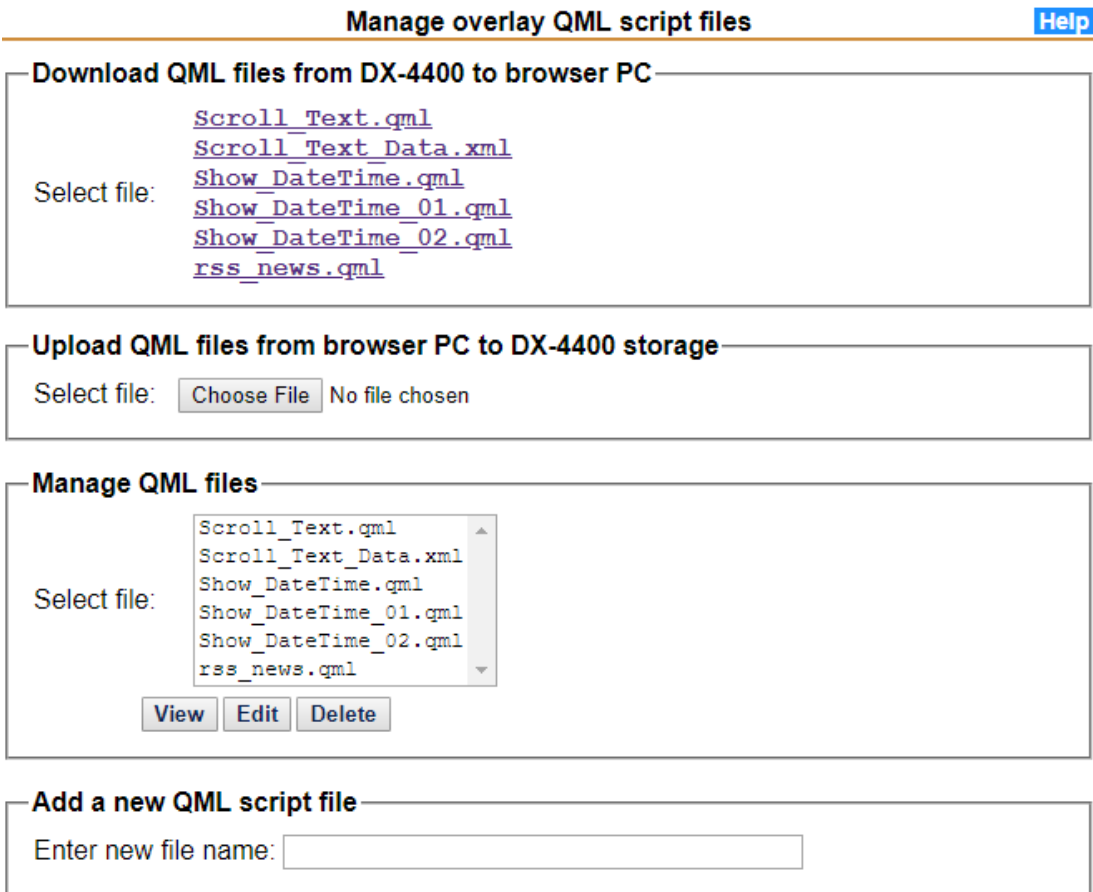 Manage overlay QML script files Help
Download QML files from DX-4400 to browser PC
Scroll_Text.qml
Scroll_Text_Data.xml
Show_DateTime.qml
Select file:
Show_DateTime_01.qml
Show_DateTime_02.qml
rss_news.qml
Upload QML files from browser PC to DX-4400 storage
Select file: Choose File No file chosen
Manage QML files
Scroll_Text.qml
Scroll_Text_Data.xml
Show_DateTime.qml
Select file:
Show_DateTime_01.qml
Show_DateTime_02.qml
rss_news.qml
View Edit Delete
Add a new QML script file
Enter new file name: